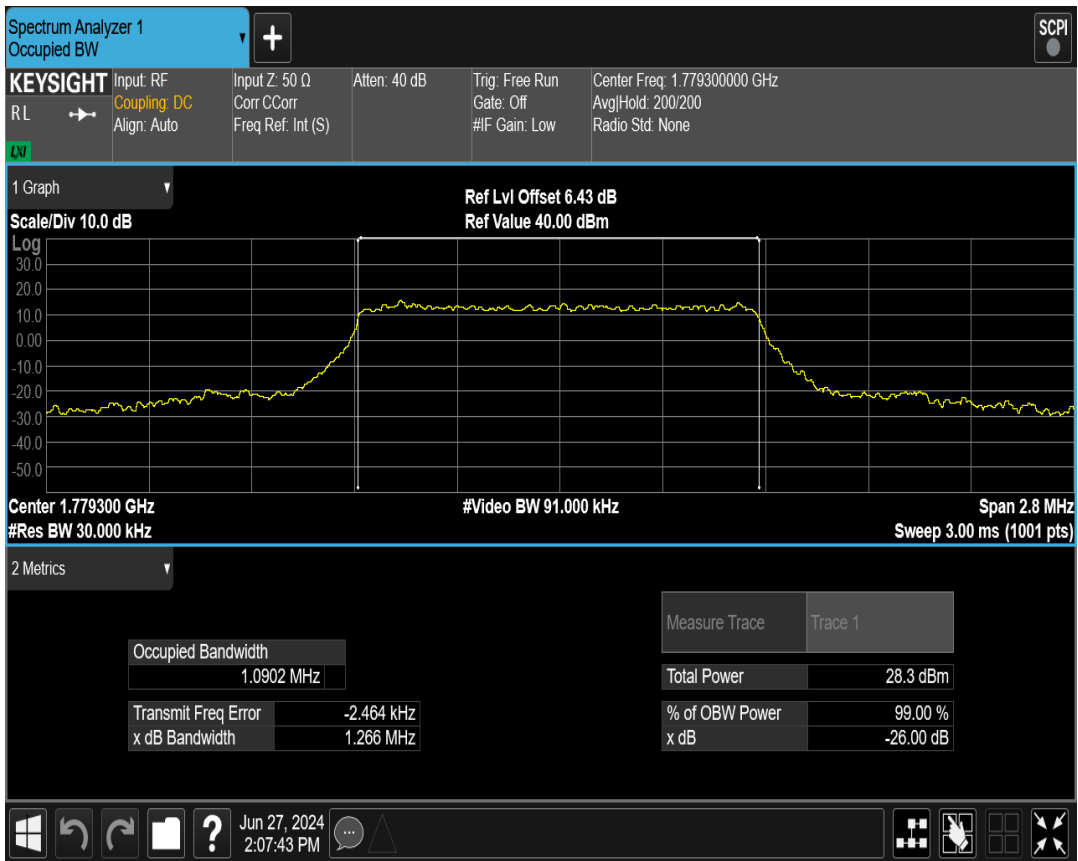 Spectrum Analyzer 1
Occupied BW
+
SCPI
KEYSIGHT
RL
LXI
Input: RF
Coupling: DC
Align: Auto
Input Z: 50 Ω
Corr CCorr
Freq Ref: Int (S)
Atten: 40 dB
Trig: Free Run
Gate: Off
#IF Gain: Low
Center Freq: 1.779300000 GHz
Avg|Hold: 200/200
Radio Std: None
1 Graph
Scale/Div 10.0 dB
Ref Lvl Offset 6.43 dB
Ref Value 40.00 dBm
Log
30.0
20.0
10.0
0.00
-10.0
-20.0
-30.0
-40.0
-50.0
Center 1.779300 GHz
#Video BW 91.000 kHz
Span 2.8 MHz
#Res BW 30.000 kHz
Sweep 3.00 ms (1001 pts)
2 Metrics
Measure Trace Trace 1
Occupied Bandwidth
1.0902 MHz
Total Power 28.3 dBm
Transmit Freq Error -2.464 kHz
% of OBW Power 99.00 %
x dB Bandwidth 1.266 MHz
x dB -26.00 dB
?
Jun 27, 2024
2:07:43 PM